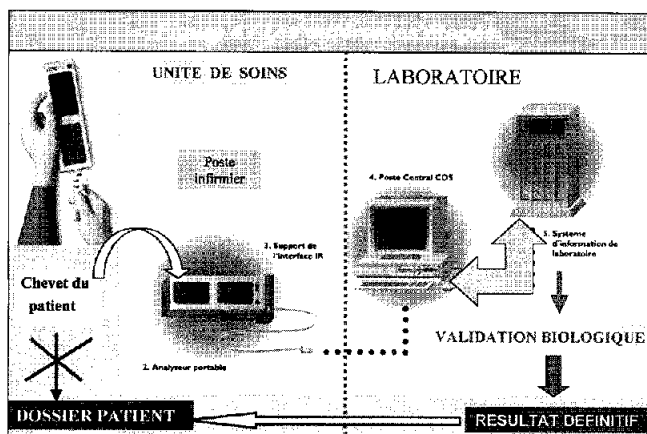 UNITE DE SOINS
Poste
infirmier
3. Support de
l'interface IR
Chevet du
patient
2. Analyseur portable
DOSSIER PATIENT
LABORATOIRE
4. Poste Central CDS
5. Systeme
d'information de
laboratoire
VALIDATION BIOLOGIQUE
RESULTAT DEFINITIF